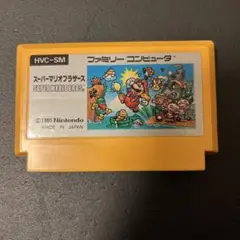 HVC-SM
ファミリー コンピュータ
スーパーマリオブラザーズ
SUPER MARIO BROS.
© 1985 Nintendo
MADE IN JAPAN